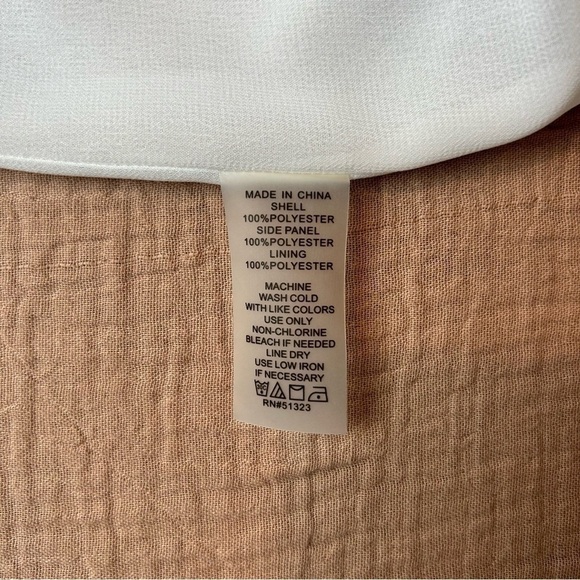 MADE IN CHINA
SHELL
100%POLYESTER
SIDE PANEL
100%POLYESTER
LINING
100%POLYESTER
MACHINE
WASH COLD
WITH LIKE COLORS
USE ONLY
NON-CHLORINE
BLEACH IF NEEDED
LINE DRY
USE LOW IRON
IF NECESSARY
RN#51323